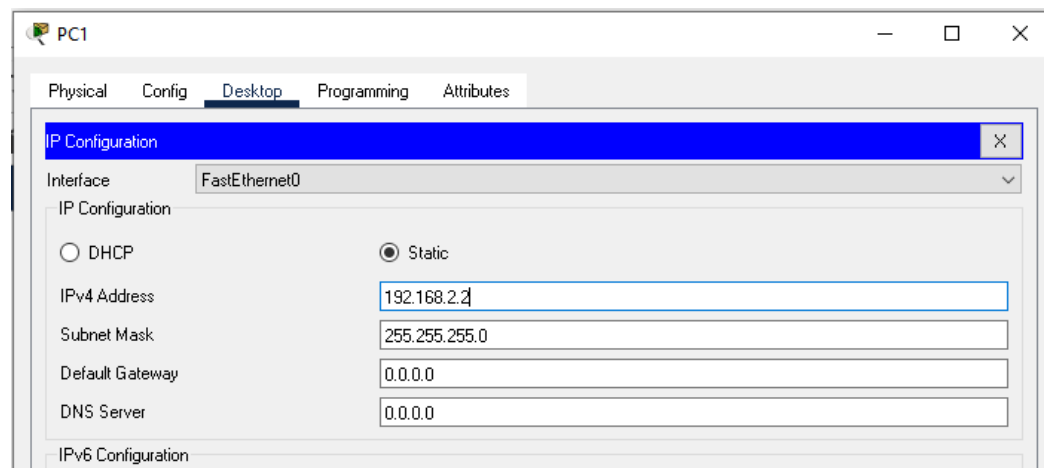 PC1
Physical Config Desktop Programming Attributes
IP Configuration X
Interface FastEthernet0
IP Configuration
DHCP Static
IPv4 Address 192.168.2.2
Subnet Mask 255.255.255.0
Default Gateway 0.0.0.0
DNS Server 0.0.0.0
IPv6 Configuration